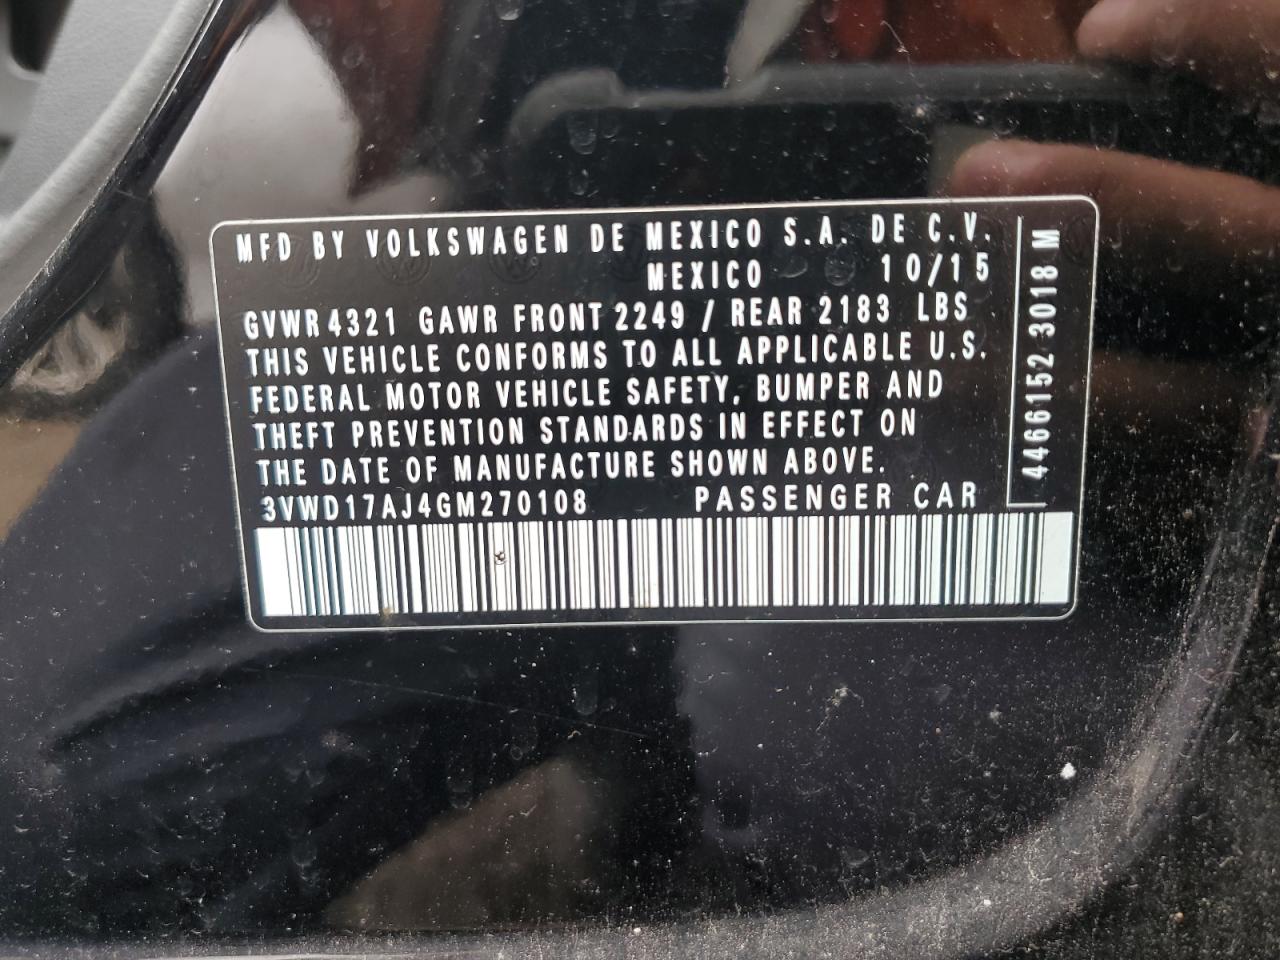 MFD BY VOLKSWAGEN DE MEXICO S.A. DE C.V.
MEXICO 10/15
GVWR 4321 GAWR FRONT 2249 / REAR 2183 LBS
THIS VEHICLE CONFORMS TO ALL APPLICABLE U.S.
FEDERAL MOTOR VEHICLE SAFETY, BUMPER AND
THEFT PREVENTION STANDARDS IN EFFECT ON
THE DATE OF MANUFACTURE SHOWN ABOVE.
3VWD17AJ4GM270108 PASSENGER CAR
4466152 3018 M